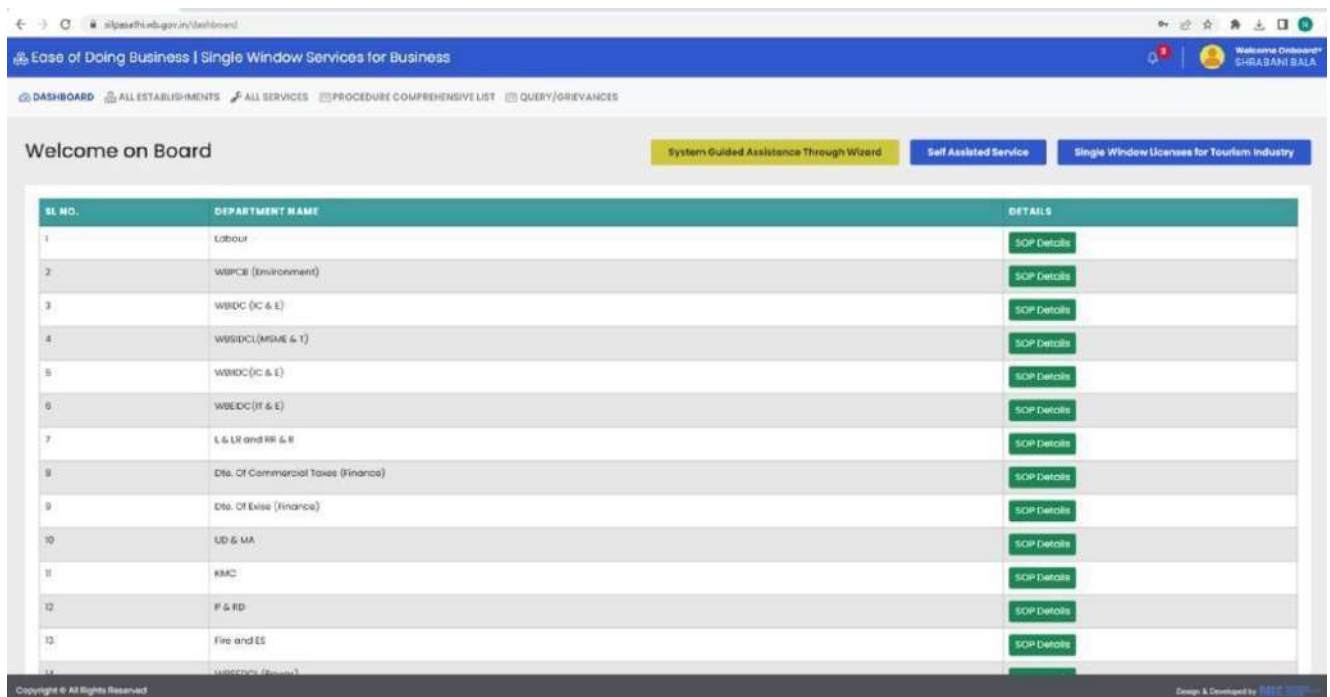 silpasathi.wb.gov.in/dashboard
Ease of Doing Business | Single Window Services for Business
3
Welcome Onboard*
SHRABANI BALA
DASHBOARD ALL ESTABLISHMENTS ALL SERVICES PROCEDURE COMPREHENSIVE LIST QUERY/GRIEVANCES
Welcome on Board
System Guided Assistance Through Wizard
Self Assisted Service
Single Window Licenses for Tourism Industry
SL NO. DEPARTMENT NAME DETAILS
1 Labour SOP Details
2 WBPCB (Environment) SOP Details
3 WBIDC (IC & E) SOP Details
4 WBSIDCL(MSME & T) SOP Details
5 WBIIDC(IC & E) SOP Details
6 WBEIDC(IT & E) SOP Details
7 L & LR and RR & R SOP Details
8 Dte. Of Commercial Taxes (Finance) SOP Details
9 Dte. Of Exise (Finance) SOP Details
10 UD & MA SOP Details
11 KMC SOP Details
12 P & RD SOP Details
13 Fire and ES SOP Details
14 WBSEDCL (Power)
Copyright © All Rights Reserved
Design & Developed by